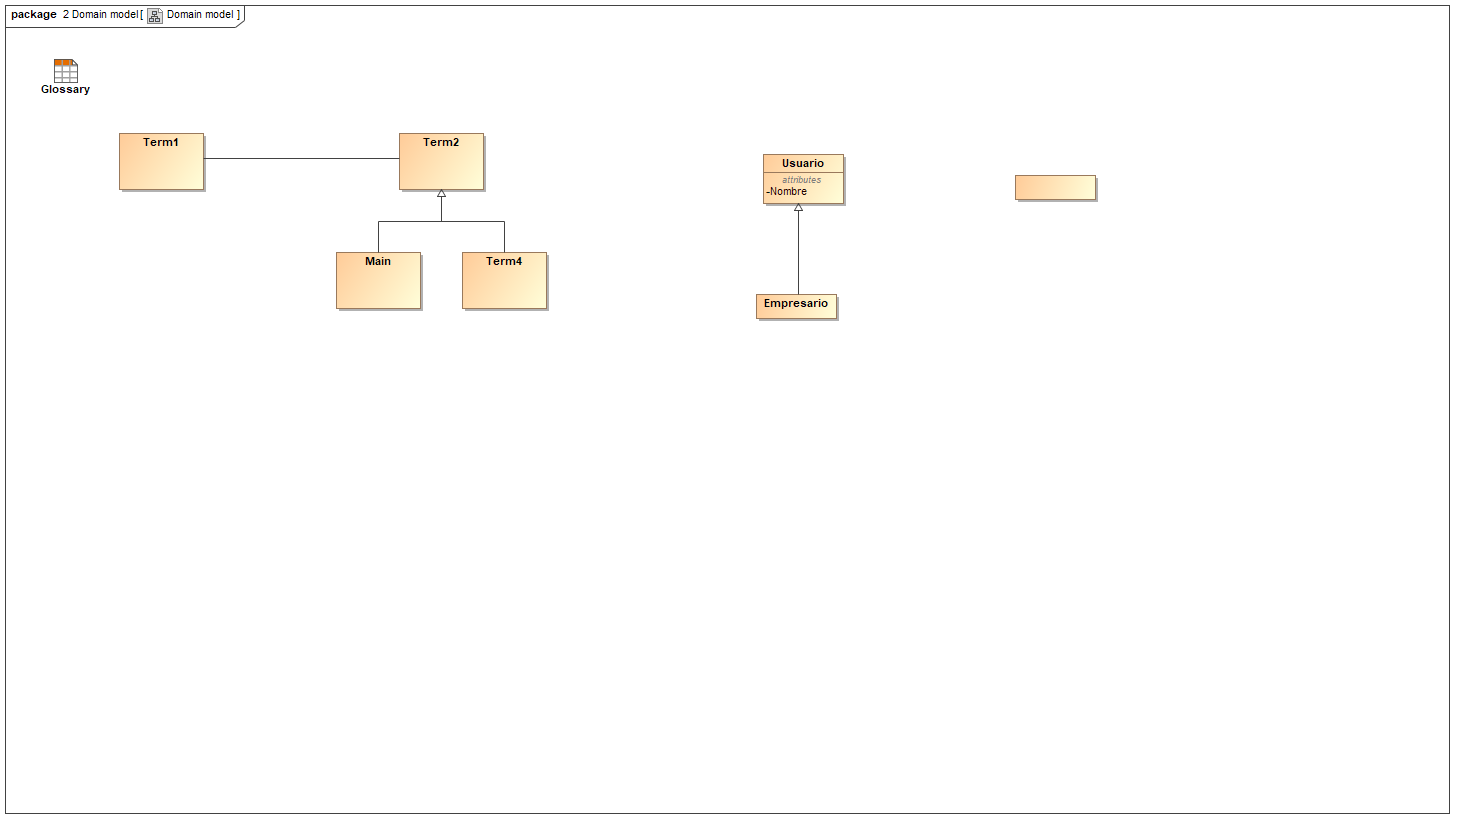 package 2 Domain model[ Domain model ]
Glossary
Term1
Term2
Usuario
attributes
-Nombre
Main
Term4
Empresario